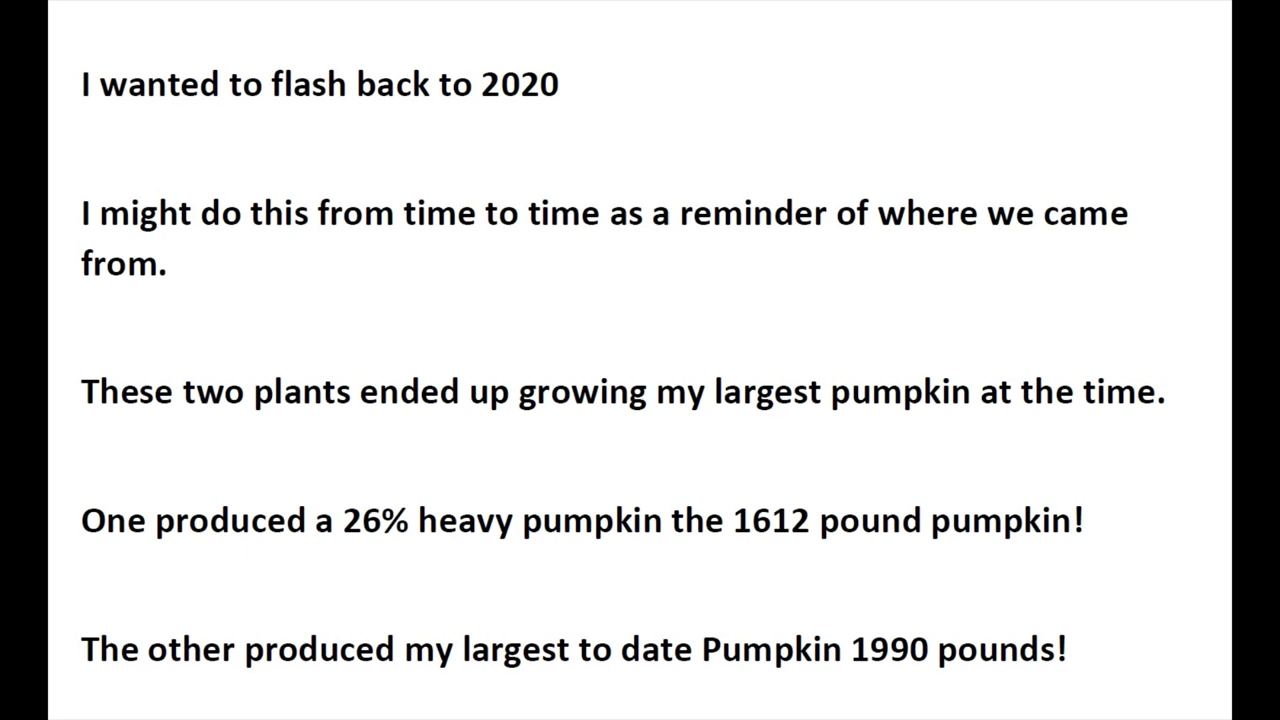 I wanted to flash back to 2020
I might do this from time to time as a reminder of where we came
from.
These two plants ended up growing my largest pumpkin at the time.
One produced a 26% heavy pumpkin the 1612 pound pumpkin!
The other produced my largest to date Pumpkin 1990 pounds!